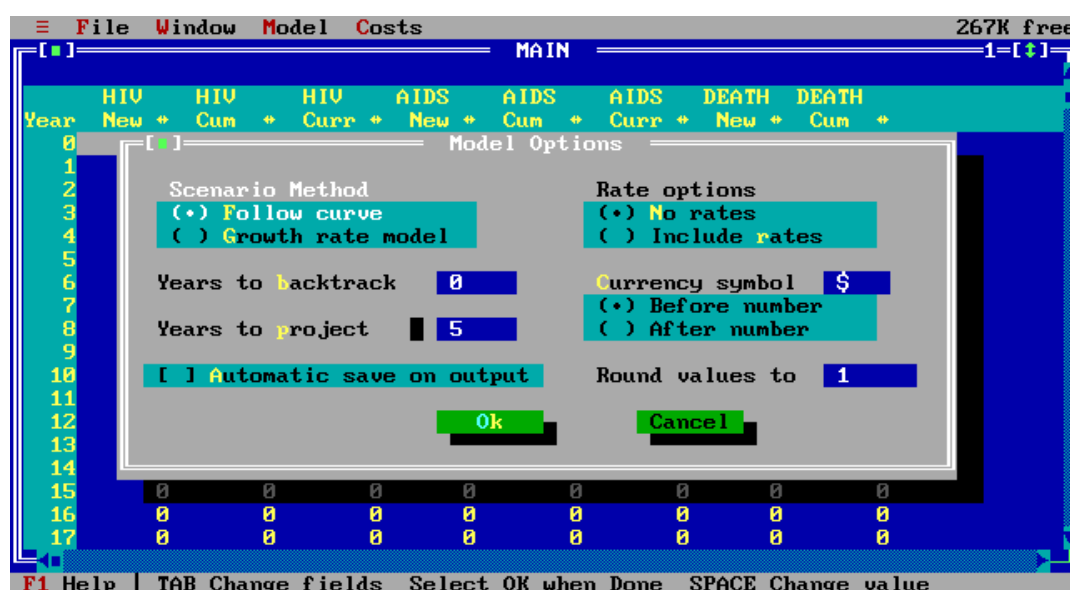 ≡ File Window Model Costs 267K free
[■] MAIN 1=[↕]
HIV HIV HIV AIDS AIDS AIDS DEATH DEATH
Year New ↔ Cum ↔ Curr ↔ New ↔ Cum ↔ Curr ↔ New ↔ Cum ↔
0 [■] Model Options
1
2 Scenario Method Rate options
3 (•) Follow curve (•) No rates
4 ( ) Growth rate model ( ) Include rates
5
6 Years to backtrack 0 Currency symbol $
7 (•) Before number
8 Years to project 5 ( ) After number
9
10 [ ] Automatic save on output Round values to 1
11
12 Ok Cancel
13
14
15 0 0 0 0 0 0 0 0
16 0 0 0 0 0 0 0 0
17 0 0 0 0 0 0 0 0
F1 Help | TAB Change fields Select OK when Done SPACE Change value